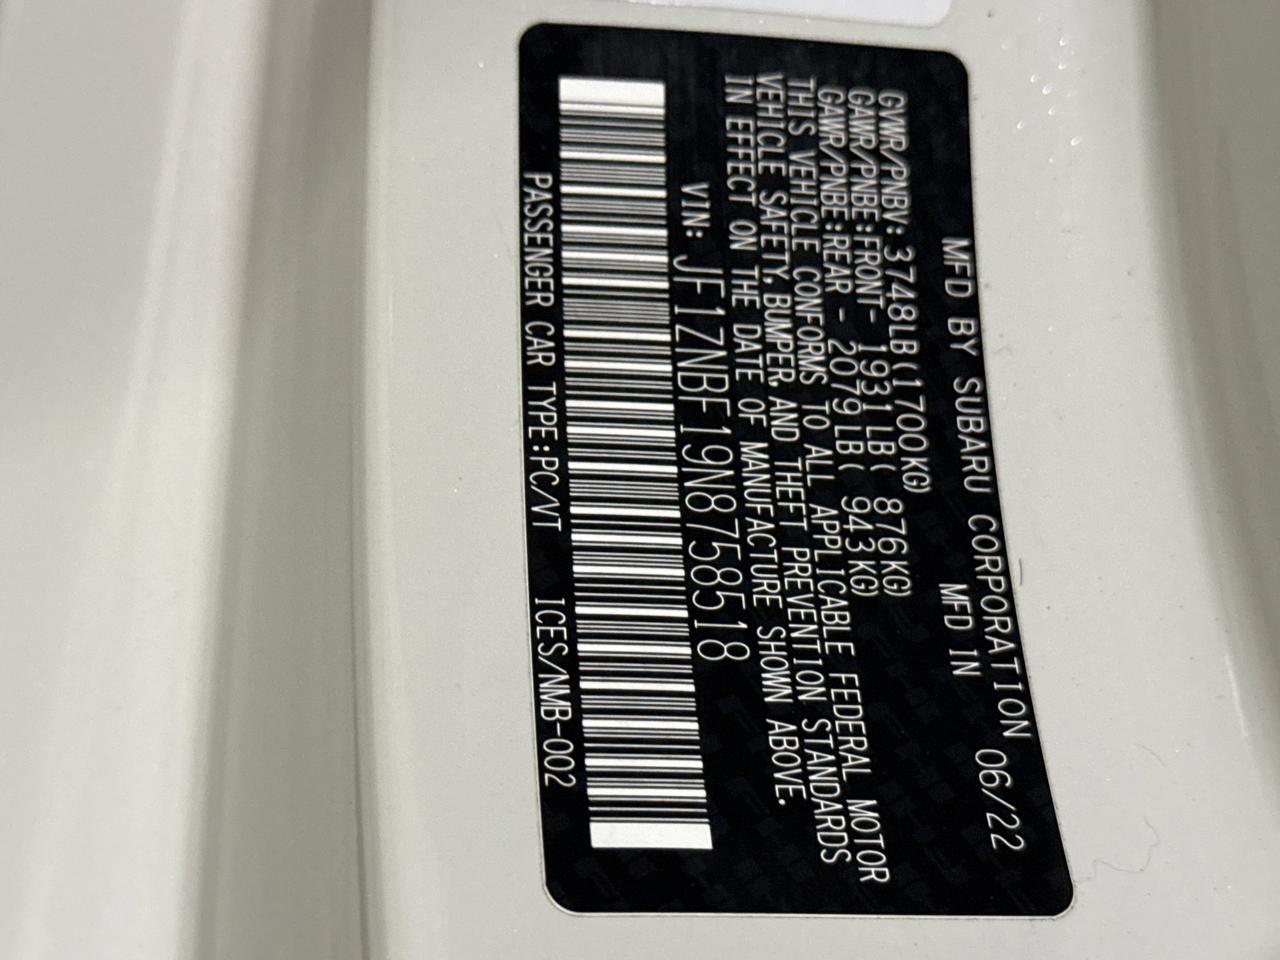 MFD BY SUBARU CORPORATION 06/22
MFD IN
GVWR/PNBV: 3748LB(1700KG)
GAWR/PNBE:FRONT- 1931LB( 876KG)
GAWR/PNBE:REAR - 2079LB( 943KG)
THIS VEHICLE CONFORMS TO ALL APPLICABLE FEDERAL MOTOR
VEHICLE SAFETY, BUMPER, AND THEFT PREVENTION STANDARDS
IN EFFECT ON THE DATE OF MANUFACTURE SHOWN ABOVE.
VIN: JF1ZNBF19N8758518
PASSENGER CAR TYPE:PC/VT ICES/NMB-002